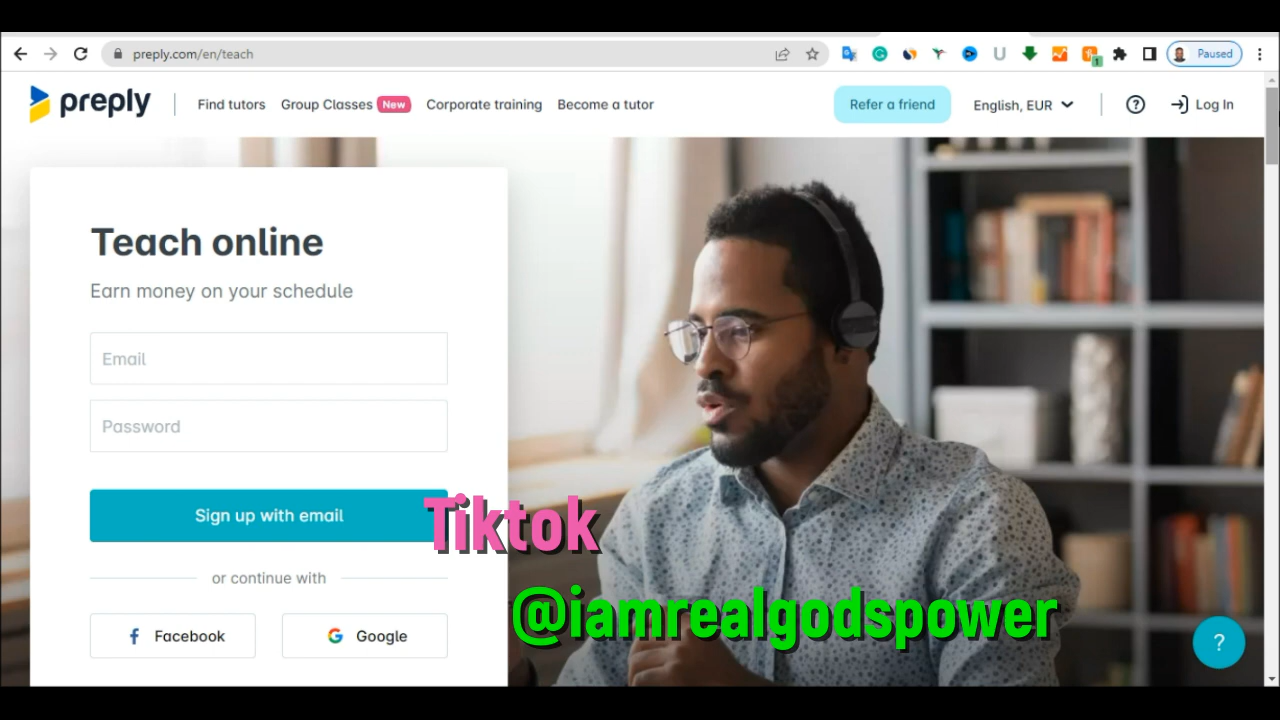 preply.com/en/teach
Paused
1
preply
Find tutors
Group Classes New
Corporate training
Become a tutor
Refer a friend
English, EUR
?
Log In
Teach online
Earn money on your schedule
Email
Password
Sign up with email
or continue with
f Facebook
G Google
Tiktok
@iamrealgodspower
?